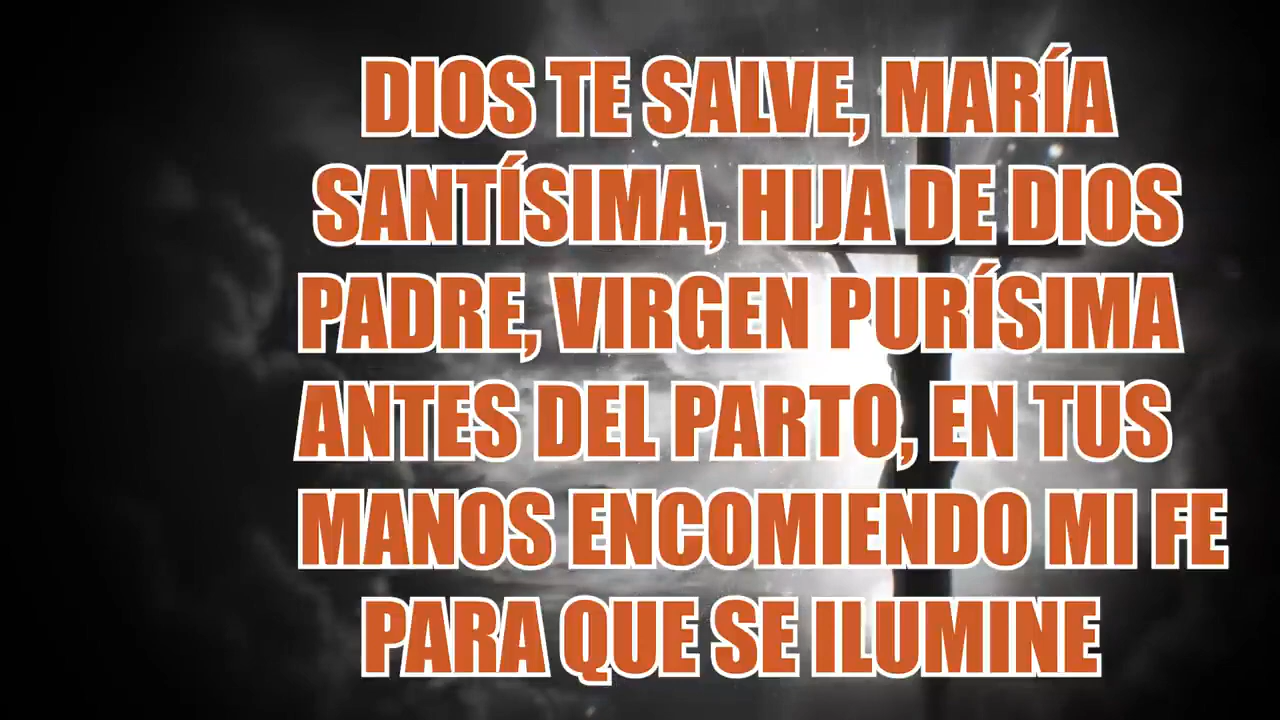 DIOS TE SALVE, MARÍA
SANTÍSIMA, HIJA DE DIOS
PADRE, VIRGEN PURÍSIMA
ANTES DEL PARTO, EN TUS
MANOS ENCOMIENDO MI FE
PARA QUE SE ILUMINE